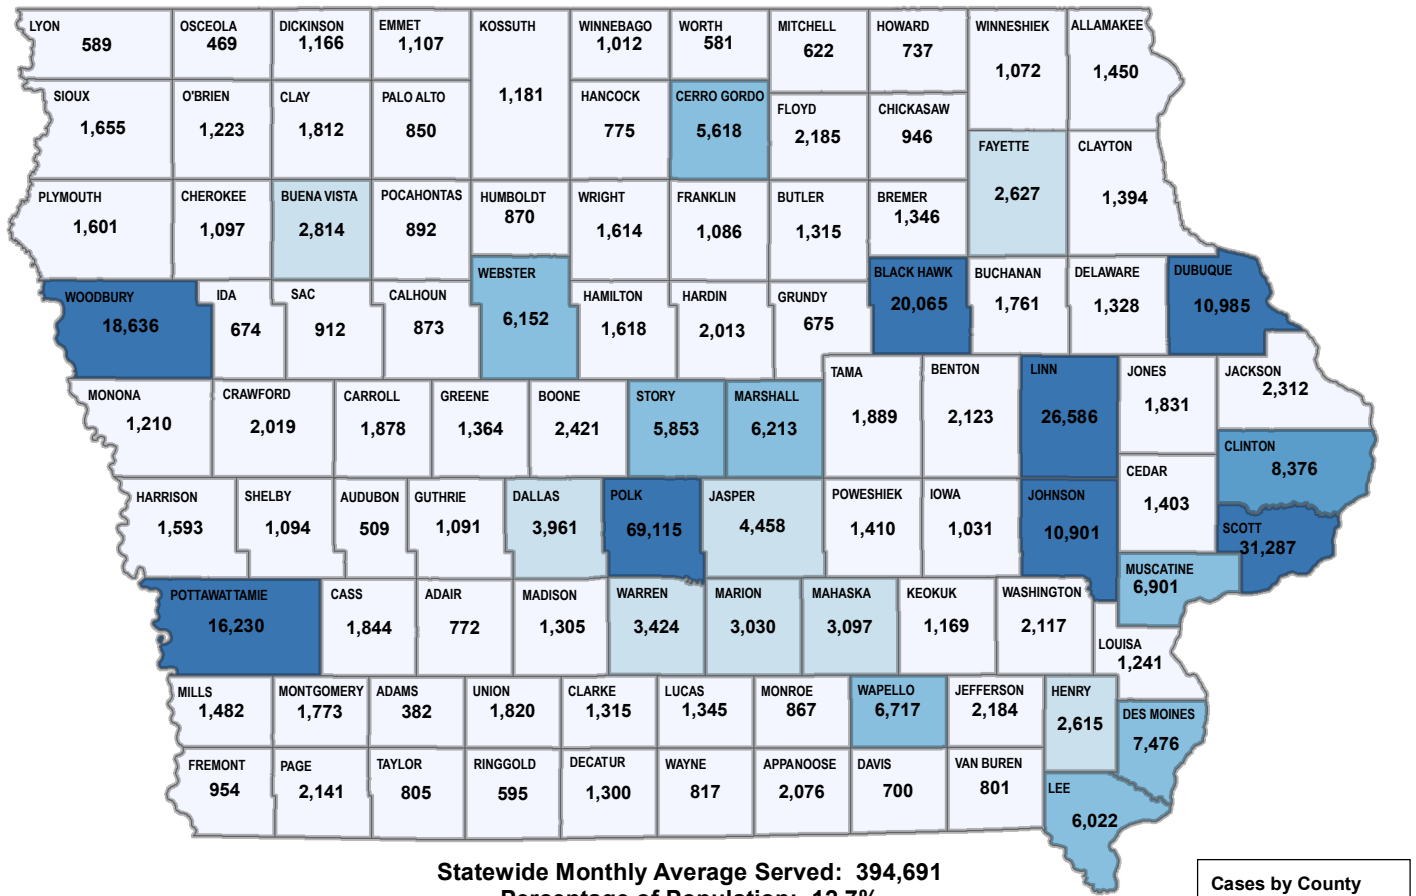 LYON
589
OSCEOLA
469
DICKINSON
1,166
EMMET
1,107
KOSSUTH
1,181
WINNEBAGO
1,012
WORTH
581
MITCHELL
622
HOWARD
737
WINNESHIEK
1,072
ALLAMAKEE
1,450
SIOUX
1,655
O'BRIEN
1,223
CLAY
1,812
PALO ALTO
850
HANCOCK
775
CERRO GORDO
5,618
FLOYD
2,185
CHICKASAW
946
FAYETTE
2,627
CLAYTON
1,394
PLYMOUTH
1,601
CHEROKEE
1,097
BUENA VISTA
2,814
POCAHONTAS
892
HUMBOLDT
870
WRIGHT
1,614
FRANKLIN
1,086
BUTLER
1,315
BREMER
1,346
WOODBURY
18,636
IDA
674
SAC
912
CALHOUN
873
WEBSTER
6,152
HAMILTON
1,618
HARDIN
2,013
GRUNDY
675
BLACK HAWK
20,065
BUCHANAN
1,761
DELAWARE
1,328
DUBUQUE
10,985
MONONA
1,210
CRAWFORD
2,019
CARROLL
1,878
GREENE
1,364
BOONE
2,421
STORY
5,853
MARSHALL
6,213
TAMA
1,889
BENTON
2,123
LINN
26,586
JONES
1,831
JACKSON
2,312
CLINTON
8,376
CEDAR
1,403
HARRISON
1,593
SHELBY
1,094
AUDUBON
509
GUTHRIE
1,091
DALLAS
3,961
POLK
69,115
JASPER
4,458
POWESHIEK
1,410
IOWA
1,031
JOHNSON
10,901
SCOTT
31,287
MUSCATINE
6,901
POTTAWATTAMIE
16,230
CASS
1,844
ADAIR
772
MADISON
1,305
WARREN
3,424
MARION
3,030
MAHASKA
3,097
KEOKUK
1,169
WASHINGTON
2,117
LOUISA
1,241
MILLS
1,482
MONTGOMERY
1,773
ADAMS
382
UNION
1,820
CLARKE
1,315
LUCAS
1,345
MONROE
867
WAPELLO
6,717
JEFFERSON
2,184
HENRY
2,615
DES MOINES
7,476
FREMONT
954
PAGE
2,141
TAYLOR
805
RINGGOLD
595
DECATUR
1,300
WAYNE
817
APPANOOSE
2,076
DAVIS
700
VAN BUREN
801
LEE
6,022
Statewide Monthly Average Served: 394,691
Percentage of Population: 12.7%
Cases by County